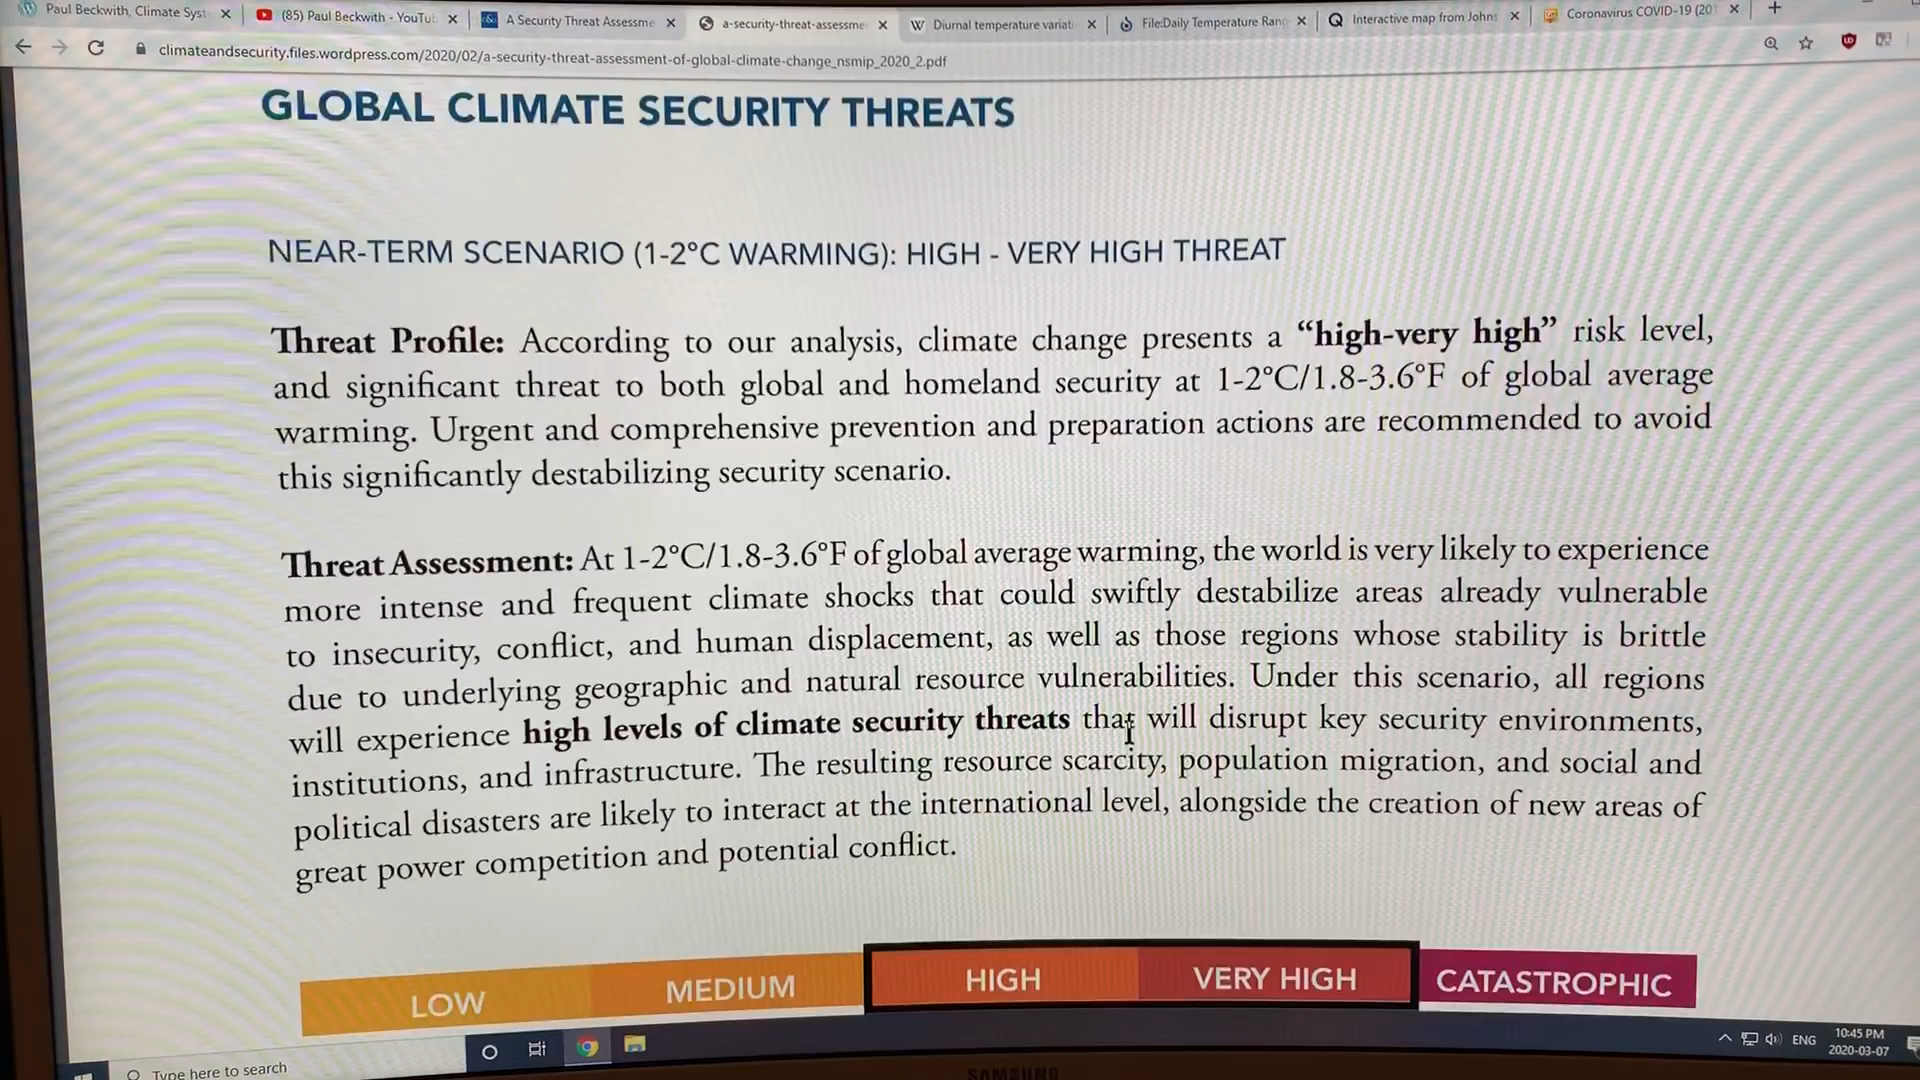 Paul Beckwith, Climate Syst
(85) Paul Beckwith - YouTub
A Security Threat Assessme
a-security-threat-assessme
Diurnal temperature variati
File:Daily Temperature Ran
Interactive map from Johns
Coronavirus COVID-19 (20
climateandsecurity.files.wordpress.com/2020/02/a-security-threat-assessment-of-global-climate-change_nsmip_2020_2.pdf
GLOBAL CLIMATE SECURITY THREATS
NEAR-TERM SCENARIO (1-2°C WARMING): HIGH - VERY HIGH THREAT
Threat Profile: According to our analysis, climate change presents a “high-very high” risk level,
and significant threat to both global and homeland security at 1-2°C/1.8-3.6°F of global average
warming. Urgent and comprehensive prevention and preparation actions are recommended to avoid
this significantly destabilizing security scenario.
Threat Assessment: At 1-2°C/1.8-3.6°F of global average warming, the world is very likely to experience
more intense and frequent climate shocks that could swiftly destabilize areas already vulnerable
to insecurity, conflict, and human displacement, as well as those regions whose stability is brittle
due to underlying geographic and natural resource vulnerabilities. Under this scenario, all regions
will experience high levels of climate security threats that will disrupt key security environments,
institutions, and infrastructure. The resulting resource scarcity, population migration, and social and
political disasters are likely to interact at the international level, alongside the creation of new areas of
great power competition and potential conflict.
LOW MEDIUM HIGH VERY HIGH CATASTROPHIC
Type here to search
ENG
10:45 PM
2020-03-07
SAMSUNG